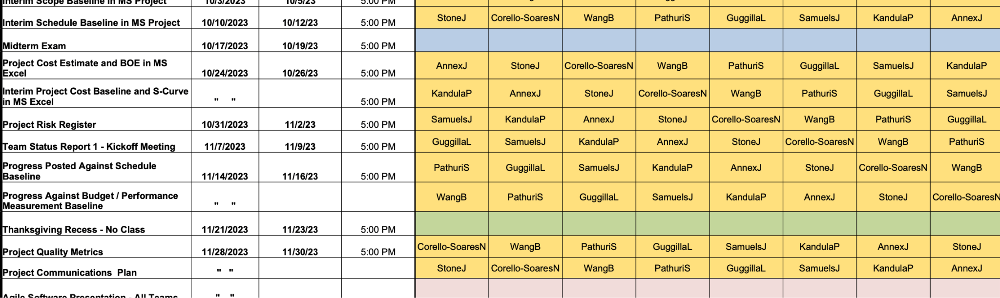 Interim Scope Baseline in MS Project 10/3/2023 10/5/23 5:00 PM
Interim Schedule Baseline in MS Project 10/10/2023 10/12/23 5:00 PM StoneJ Corello-SoaresN WangB PathuriS GuggillaL SamuelsJ KandulaP AnnexJ
Midterm Exam 10/17/2023 10/19/23 5:00 PM
Project Cost Estimate and BOE in MS
Excel 10/24/2023 10/26/23 5:00 PM AnnexJ StoneJ Corello-SoaresN WangB PathuriS GuggillaL SamuelsJ KandulaP
Interim Project Cost Baseline and S-Curve
in MS Excel " " 5:00 PM KandulaP AnnexJ StoneJ Corello-SoaresN WangB PathuriS GuggillaL SamuelsJ
Project Risk Register 10/31/2023 11/2/23 5:00 PM SamuelsJ KandulaP AnnexJ StoneJ Corello-SoaresN WangB PathuriS GuggillaL
Team Status Report 1 - Kickoff Meeting 11/7/2023 11/9/23 5:00 PM GuggillaL SamuelsJ KandulaP AnnexJ StoneJ Corello-SoaresN WangB PathuriS
Progress Posted Against Schedule
Baseline 11/14/2023 11/16/23 5:00 PM PathuriS GuggillaL SamuelsJ KandulaP AnnexJ StoneJ Corello-SoaresN WangB
Progress Against Budget / Performance
Measurement Baseline " " WangB PathuriS GuggillaL SamuelsJ KandulaP AnnexJ StoneJ Corello-SoaresN
Thanksgiving Recess - No Class 11/21/2023 11/23/23 5:00 PM
Project Quality Metrics 11/28/2023 11/30/23 5:00 PM Corello-SoaresN WangB PathuriS GuggillaL SamuelsJ KandulaP AnnexJ StoneJ
Project Communications Plan " " StoneJ Corello-SoaresN WangB PathuriS GuggillaL SamuelsJ KandulaP AnnexJ
Agile Software Presentation - All Teams " "